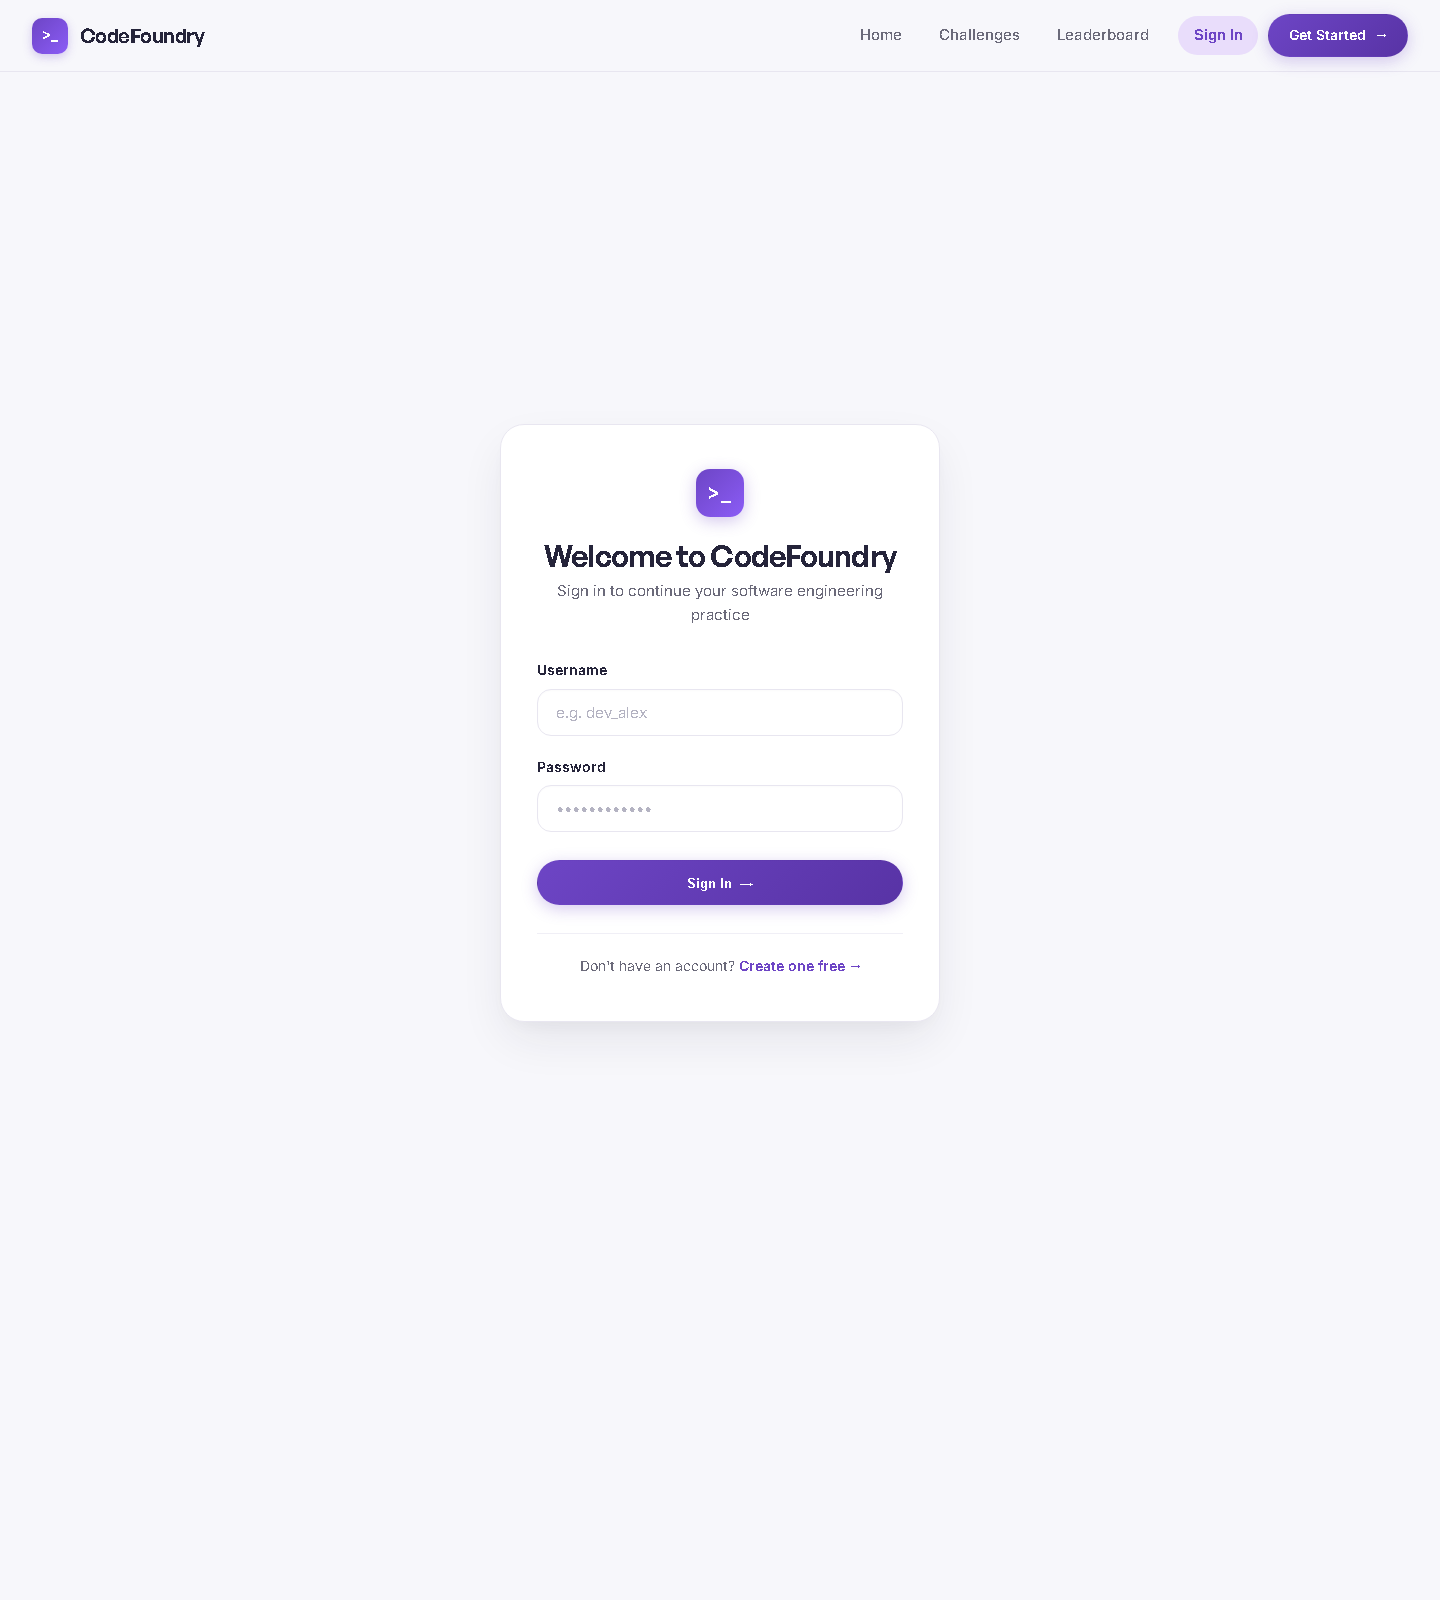 >_ CodeFoundry Home Challenges Leaderboard Sign In Get Started →
>_
Welcome to CodeFoundry
Sign in to continue your software engineering
practice
Username
e.g. dev_alex
Password
••••••••••••
Sign In →
Don't have an account? Create one free →